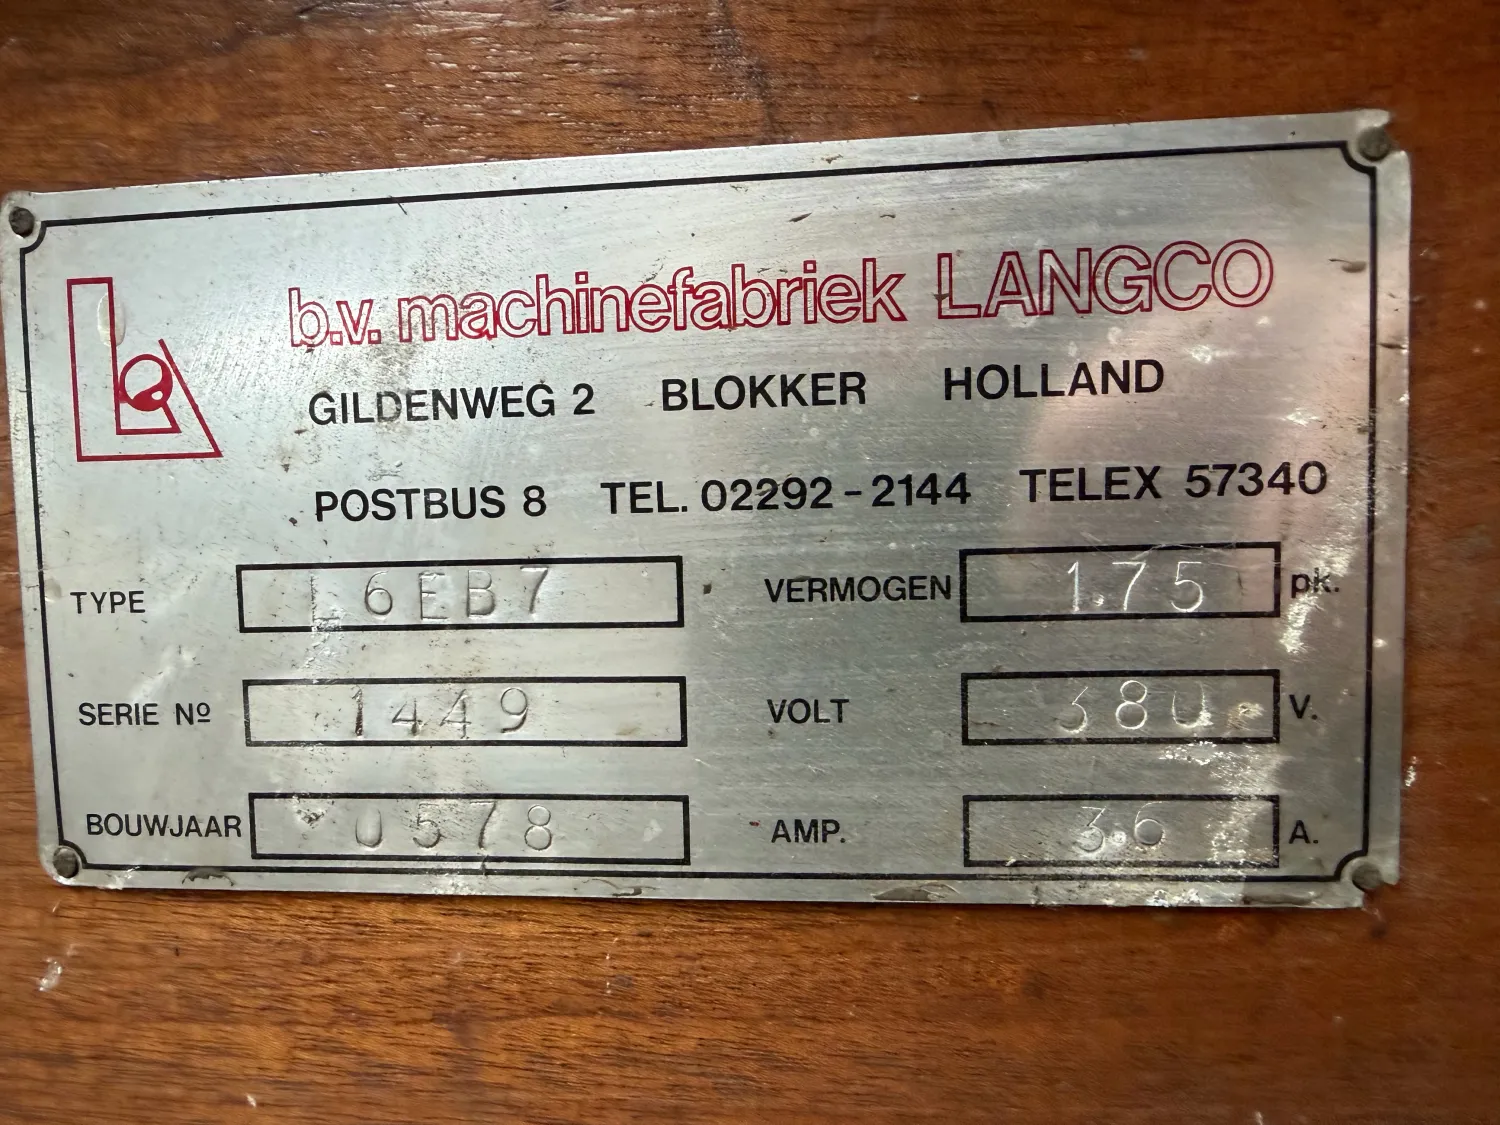 b.v. machinefabriek LANGCO
GILDENWEG 2 BLOKKER HOLLAND
POSTBUS 8 TEL. 02292-2144 TELEX 57340
TYPE L6EB7 VERMOGEN 1.75 pk.
SERIE Nº 1449 VOLT 380 V.
BOUWJAAR 0578 AMP. 3.6 A.